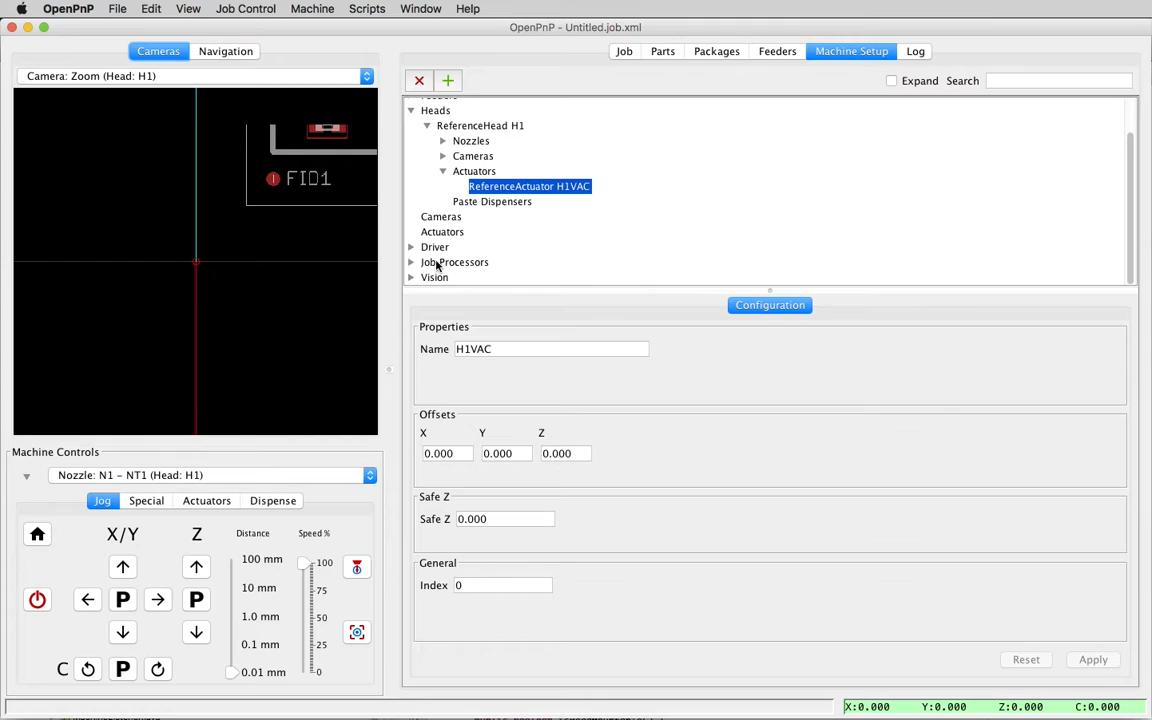 OpenPnP File Edit View Job Control Machine Scripts Window Help
OpenPnP - Untitled.job.xml
Cameras Navigation
Job Parts Packages Feeders Machine Setup Log
Camera: Zoom (Head: H1)
Expand Search
Heads
ReferenceHead H1
Nozzles
Cameras
Actuators
ReferenceActuator H1VAC
Paste Dispensers
Cameras
Actuators
Driver
Job Processors
Vision
FID1
Configuration
Properties
Name H1VAC
Offsets
X Y Z
0.000 0.000 0.000
Safe Z
Safe Z 0.000
General
Index 0
Reset Apply
Machine Controls
Nozzle: N1 - NT1 (Head: H1)
Jog Special Actuators Dispense
X/Y Z Distance Speed %
100 mm 100
10 mm 75
P P
1.0 mm 50
0.1 mm 25
C P 0.01 mm 0
X:0.000 Y:0.000 Z:0.000 C:0.000